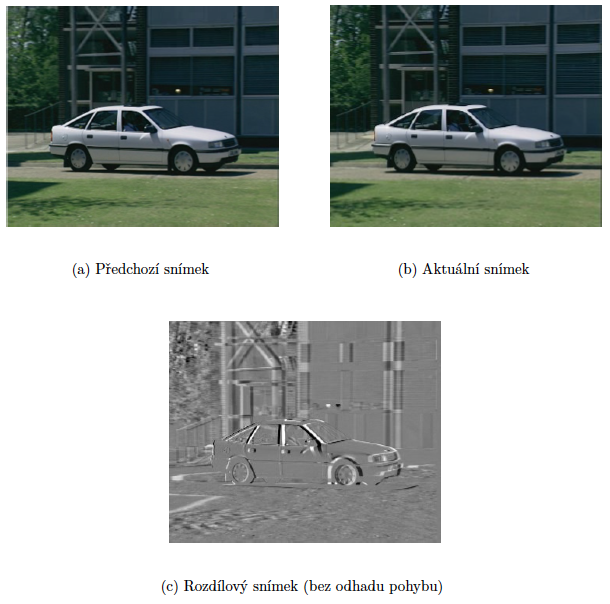 (a) Předchozí snímek
(b) Aktuální snímek
(c) Rozdílový snímek (bez odhadu pohybu)